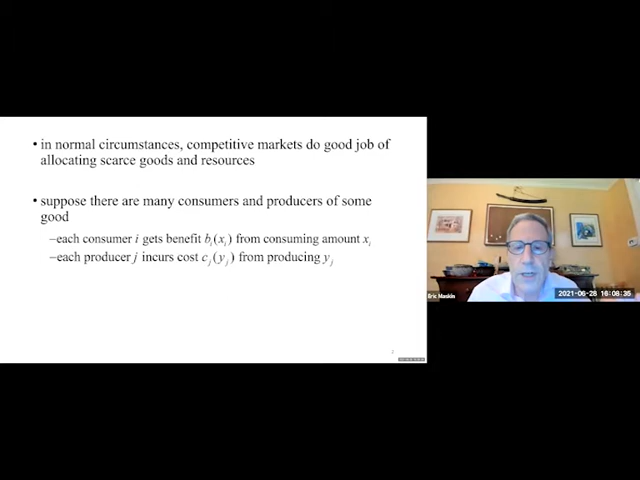 • in normal circumstances, competitive markets do good job of
allocating scarce goods and resources
• suppose there are many consumers and producers of some
good
–each consumer i gets benefit bᵢ(xᵢ) from consuming amount xᵢ
–each producer j incurs cost cⱼ(yⱼ) from producing yⱼ
Eric Maskin
2021-06-28 16:08:35